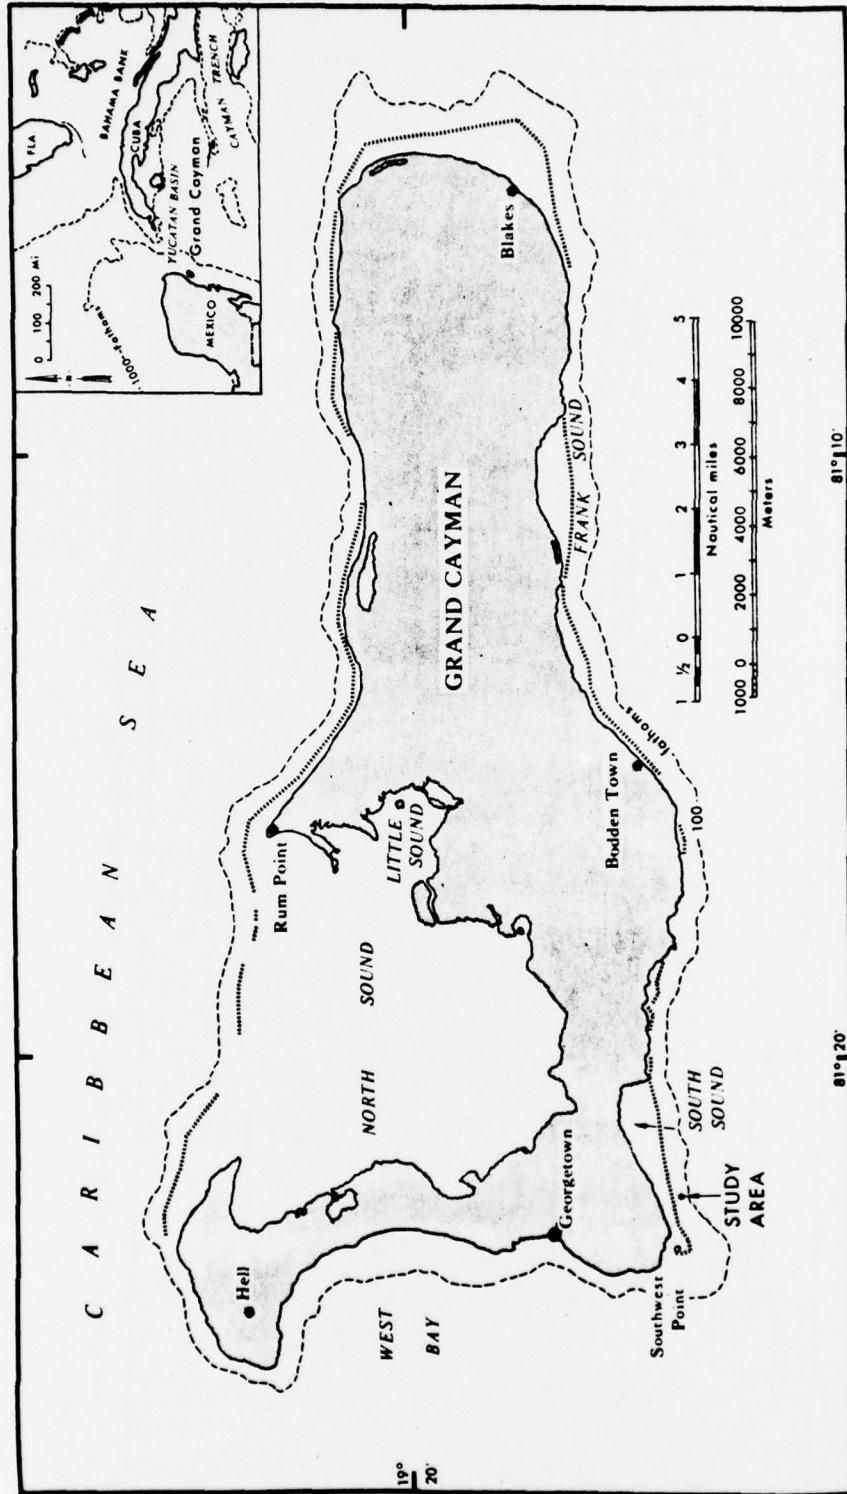 CARIBBEAN SEA
FLA
BAHAMA BANK
CUBA
YUCATAN BASIN
Grand Cayman
CAYMAN TRENCH
MEXICO
1000-fathoms
0 100 200 Mi
n
Hell
WEST
BAY
NORTH SOUND
Rum Point
LITTLE
SOUND
GRAND CAYMAN
Georgetown
Bodden Town
Blakes
FRANK SOUND
Southwest
Point
STUDY
AREA
SOUTH
SOUND
100 fathoms
1 ½ 0 1 2 3 4 5
Nautical miles
1000 0 2000 4000 6000 8000 10000
Meters
19°
20'
81° 20'
81° 10'